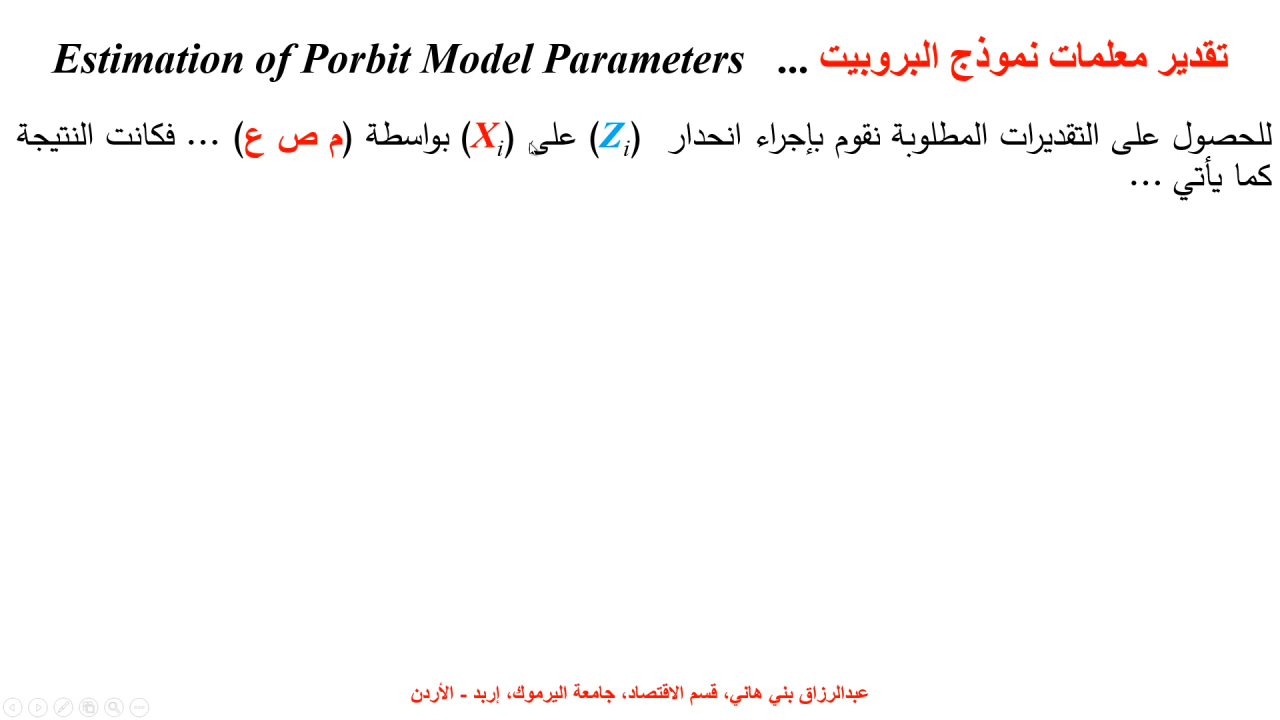 تقدير معلمات نموذج البروبيت ... Estimation of Porbit Model Parameters
للحصول على التقديرات المطلوبة نقوم بإجراء انحدار (Zi) على (Xi) بواسطة (م ص ع) ... فكانت النتيجة
كما يأتي ...
عبدالرزاق بني هاني، قسم الاقتصاد، جامعة اليرموك، إربد - الأردن